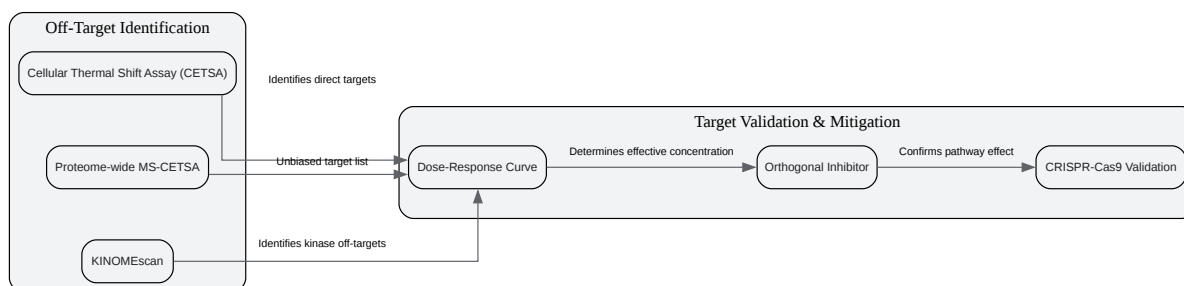 Off-Target Identification
Cellular Thermal Shift Assay (CETSA)
Identifies direct targets
Target Validation & Mitigation
Proteome-wide MS-CETSA
Unbiased target list
Dose-Response Curve
Determines effective concentration
Orthogonal Inhibitor
Confirms pathway effect
CRISPR-Cas9 Validation
Identifies kinase off-targets
KINOMEscan